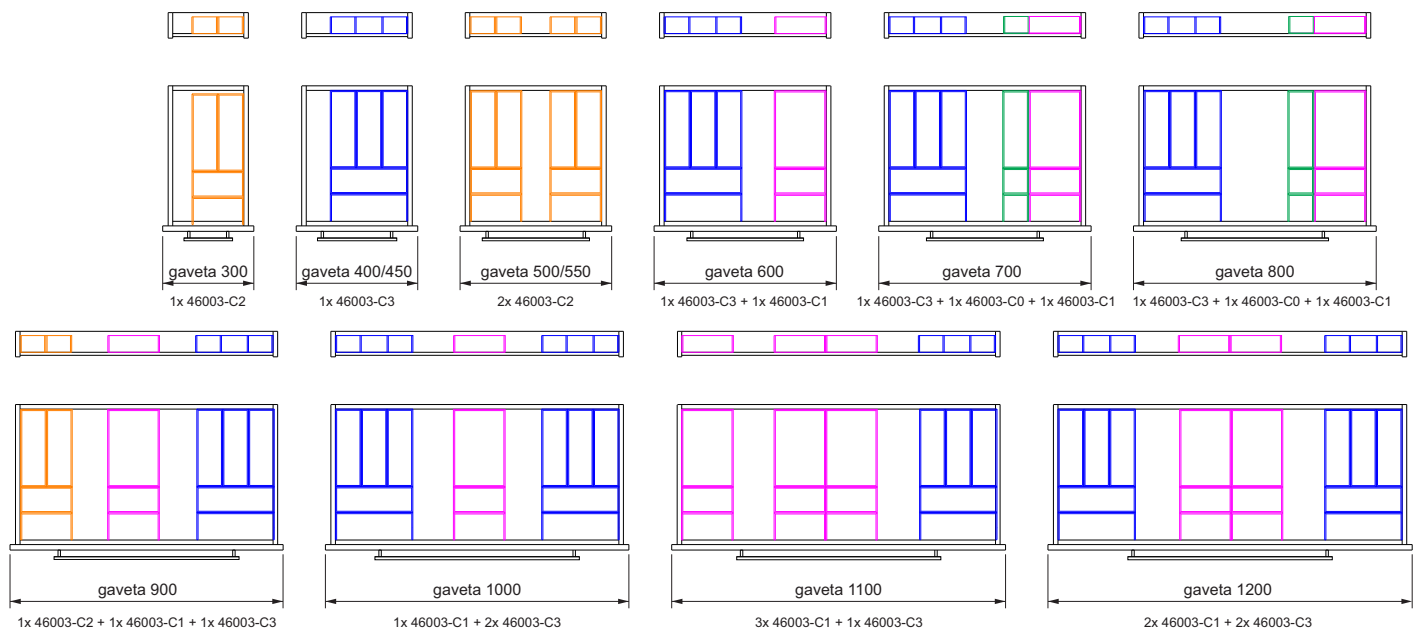 gaveta 300
1x 46003-C2
gaveta 400/450
1x 46003-C3
gaveta 500/550
2x 46003-C2
gaveta 600
1x 46003-C3 + 1x 46003-C1
gaveta 700
1x 46003-C3 + 1x 46003-C0 + 1x 46003-C1
gaveta 800
1x 46003-C3 + 1x 46003-C0 + 1x 46003-C1
gaveta 900
1x 46003-C2 + 1x 46003-C1 + 1x 46003-C3
gaveta 1000
1x 46003-C1 + 2x 46003-C3
gaveta 1100
3x 46003-C1 + 1x 46003-C3
gaveta 1200
2x 46003-C1 + 2x 46003-C3